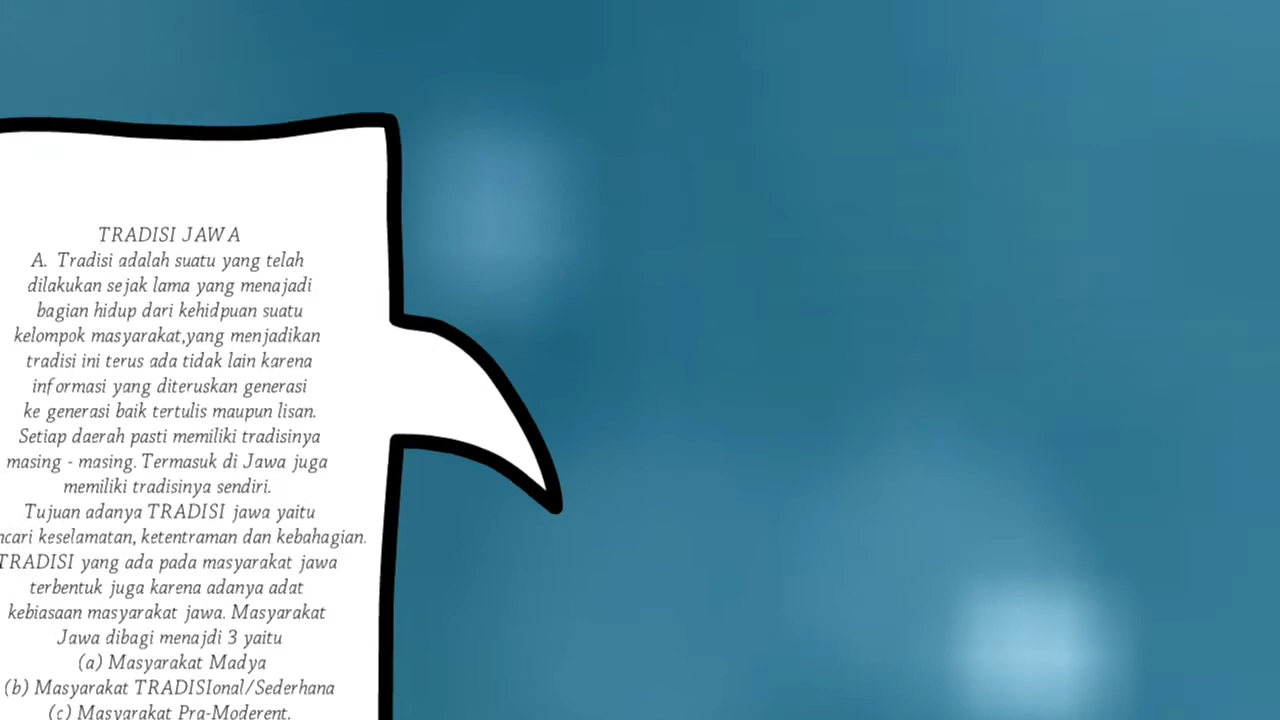 TRADISI JAWA
A. Tradisi adalah suatu yang telah
dilakukan sejak lama yang menajadi
bagian hidup dari kehidpuan suatu
kelompok masyarakat,yang menjadikan
tradisi ini terus ada tidak lain karena
informasi yang diteruskan generasi
ke generasi baik tertulis maupun lisan.
Setiap daerah pasti memiliki tradisinya
masing - masing. Termasuk di Jawa juga
memiliki tradisinya sendiri.
Tujuan adanya TRADISI jawa yaitu
keselamatan, ketentraman dan kebahagian.
TRADISI yang ada pada masyarakat jawa
terbentuk juga karena adanya adat
kebiasaan masyarakat jawa. Masyarakat
Jawa dibagi menajdi 3 yaitu
(a) Masyarakat Madya
(b) Masyarakat TRADISIonal/Sederhana
(c) Masyarakat Pra-Moderent.